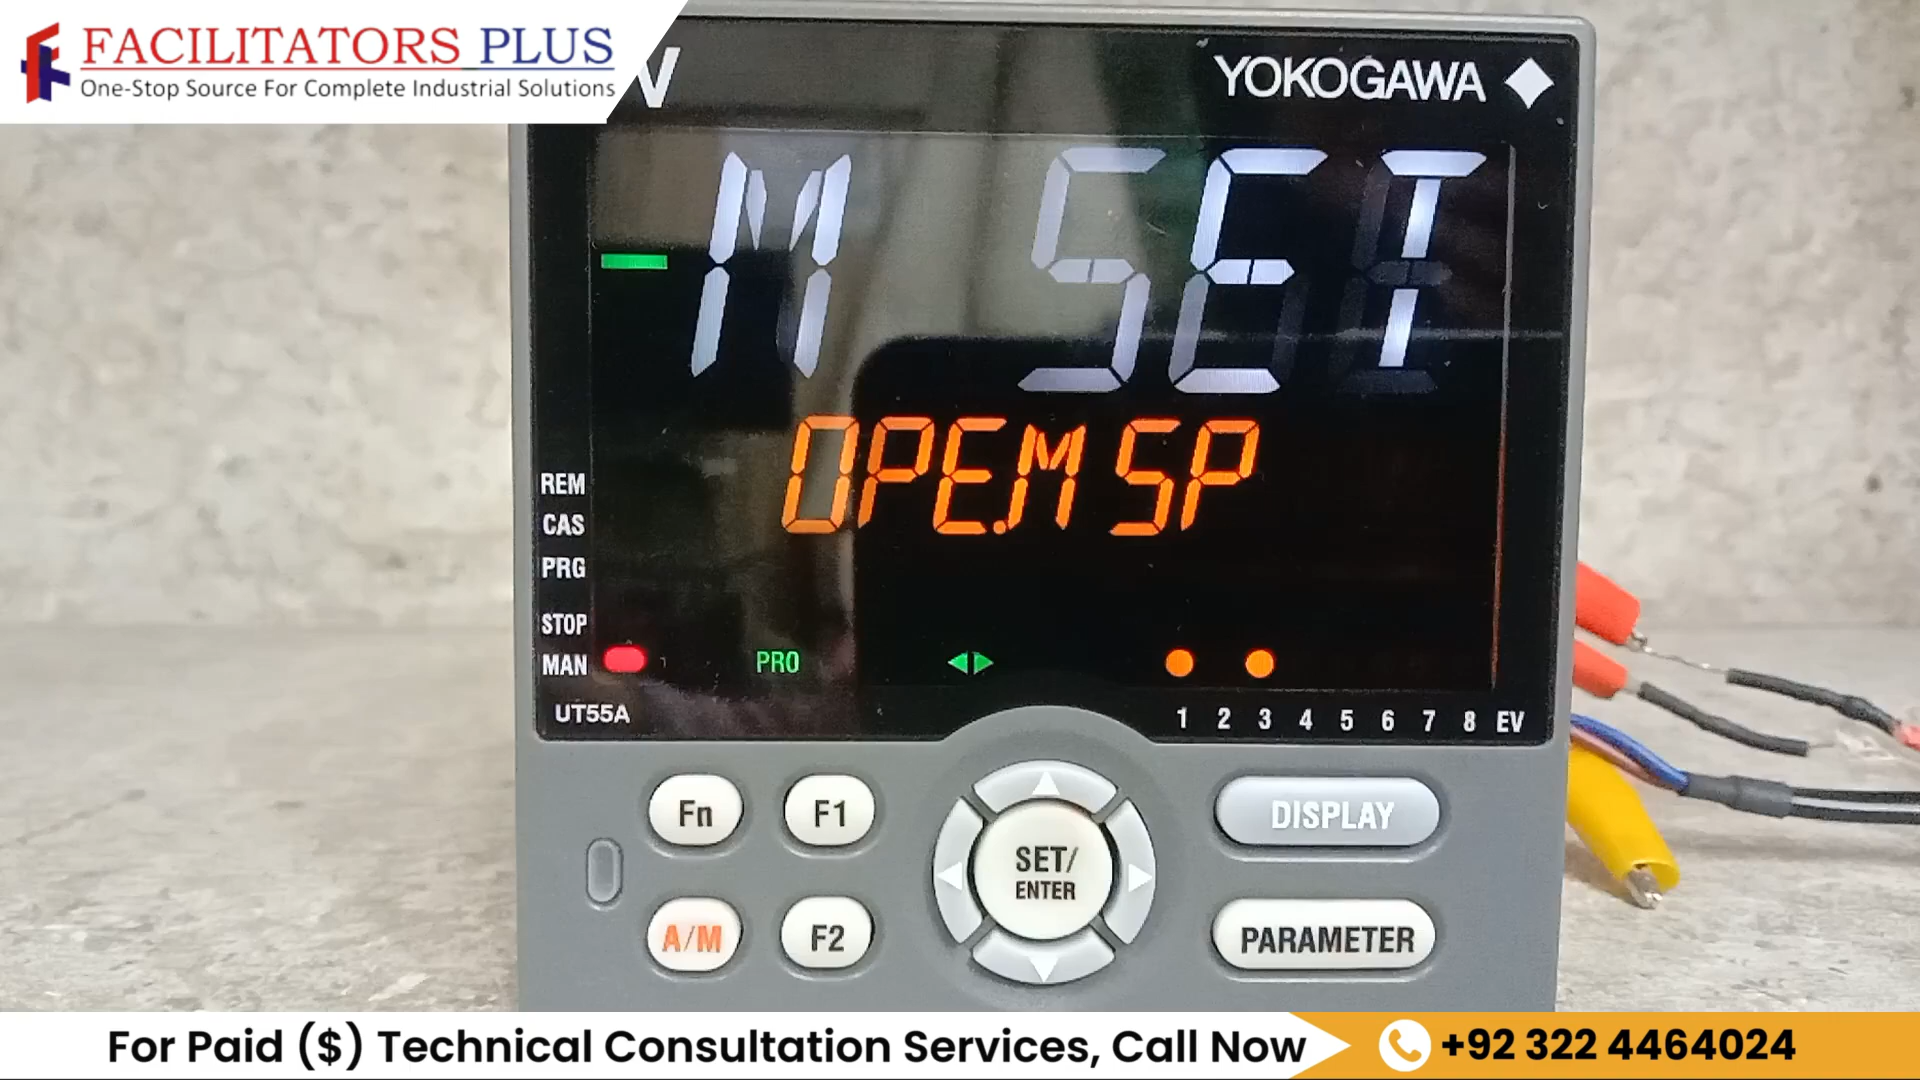 FACILITATORS PLUS
One-Stop Source For Complete Industrial Solutions
V
YOKOGAWA
M SET
OPE.M SP
REM
CAS
PRG
STOP
MAN
PRO
UT55A
1 2 3 4 5 6 7 8 EV
Fn
F1
DISPLAY
SET/
ENTER
A/M
F2
PARAMETER
For Paid ($) Technical Consultation Services, Call Now
+92 322 4464024